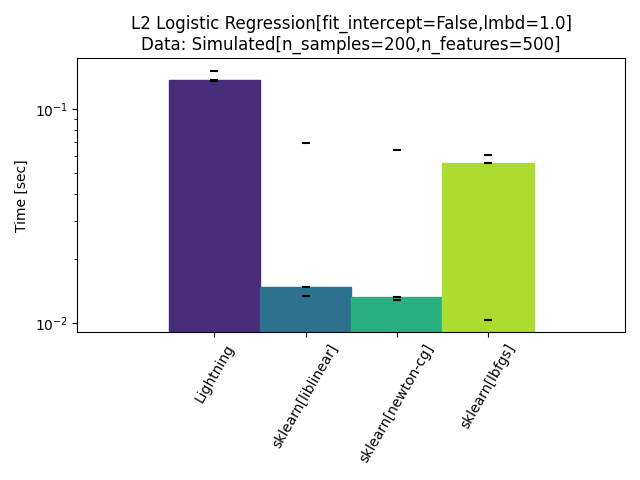 L2 Logistic Regression[fit_intercept=False,lmbd=1.0]
Data: Simulated[n_samples=200,n_features=500]
Time [sec]
10⁻¹
10⁻²
Lightning
sklearn[liblinear]
sklearn[newton-cg]
sklearn[lbfgs]